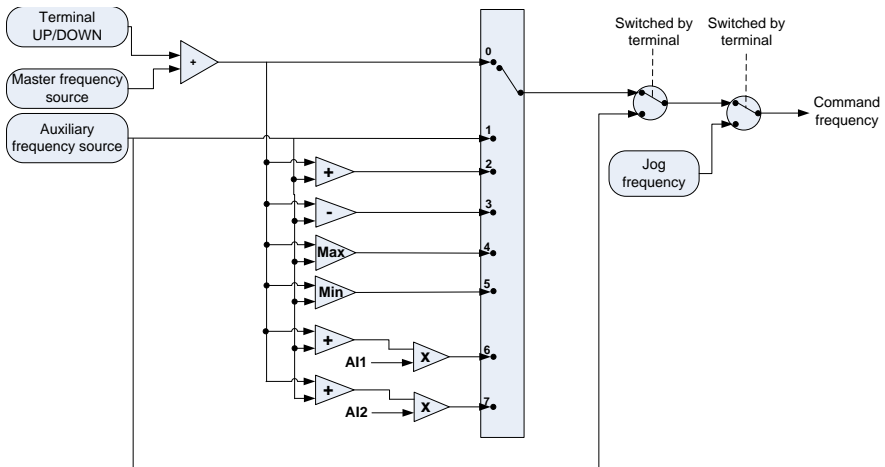 Terminal
UP/DOWN
+
Master frequency
source
Auxiliary
frequency source
0
1
2
+
3
-
4
Max
5
Min
6
+
AI1
X
7
+
AI2
X
Switched by
terminal
Switched by
terminal
Command
frequency
Jog
frequency